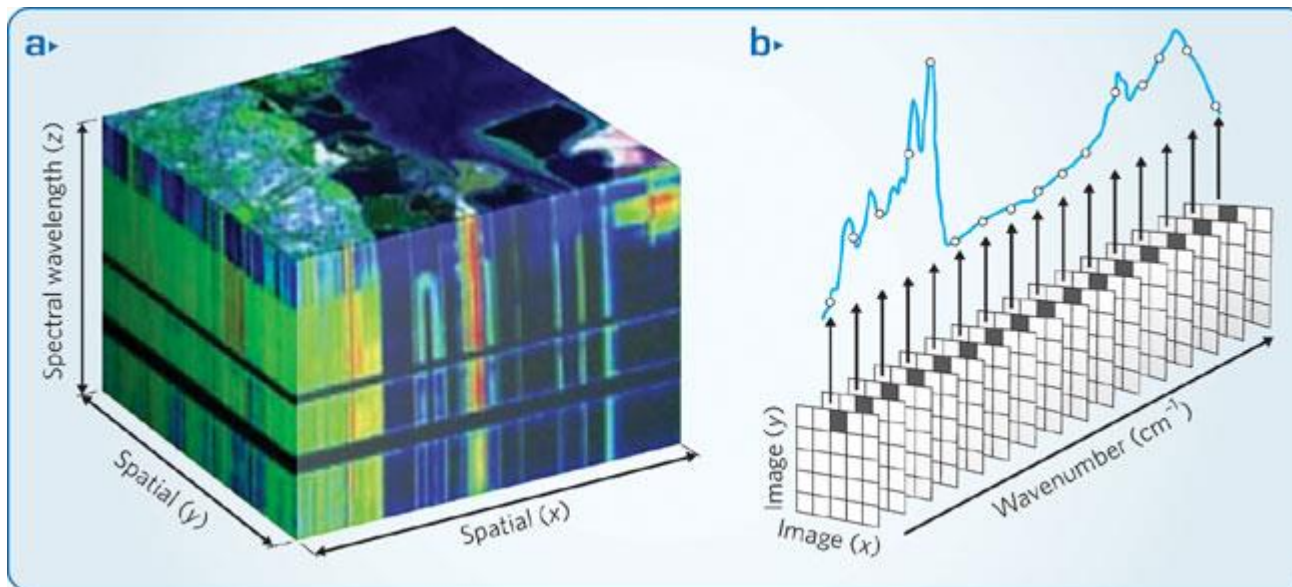 a▸
Spectral wavelength (z)
Spatial (y)
Spatial (x)
b▸
Image (y)
Image (x)
Wavenumber (cm⁻¹)